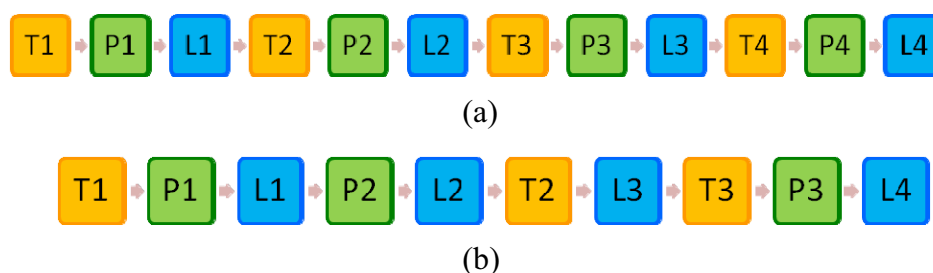 T1 P1 L1 T2 P2 L2 T3 P3 L3 T4 P4 L4
(a)
T1 P1 L1 P2 L2 T2 L3 T3 P3 L4
(b)